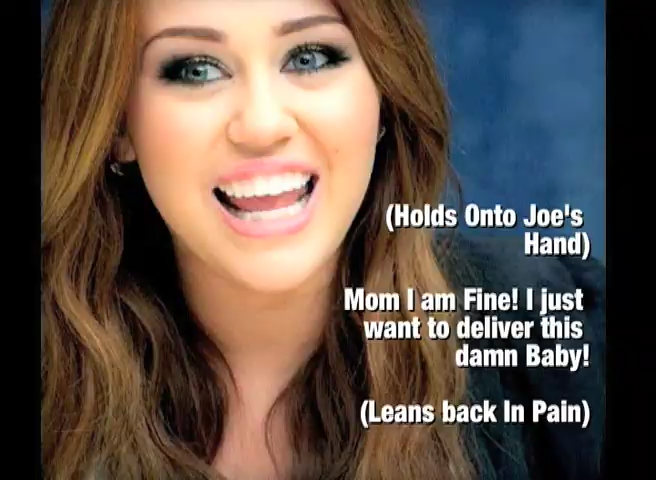 (Holds Onto Joe's
Hand)
Mom I am Fine! I just
want to deliver this
damn Baby!
(Leans back In Pain)